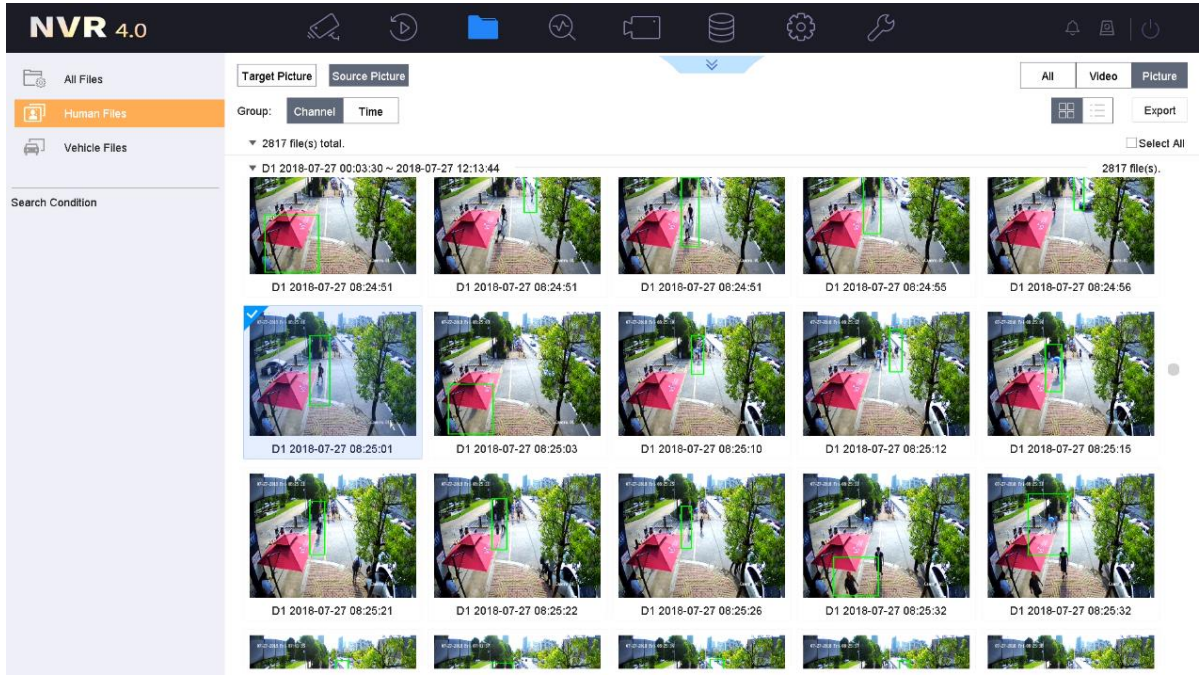 NVR 4.0
All Files
Human Files
Vehicle Files
Search Condition
Target Picture Source Picture
All Video Picture
Group: Channel Time
Export
2817 file(s) total.
Select All
D1 2018-07-27 00:03:30 ~ 2018-07-27 12:13:44
2817 file(s).
D1 2018-07-27 08:24:51
D1 2018-07-27 08:24:51
D1 2018-07-27 08:24:51
D1 2018-07-27 08:24:55
D1 2018-07-27 08:24:56
D1 2018-07-27 08:25:01
D1 2018-07-27 08:25:03
D1 2018-07-27 08:25:10
D1 2018-07-27 08:25:12
D1 2018-07-27 08:25:15
D1 2018-07-27 08:25:21
D1 2018-07-27 08:25:22
D1 2018-07-27 08:25:26
D1 2018-07-27 08:25:32
D1 2018-07-27 08:25:32